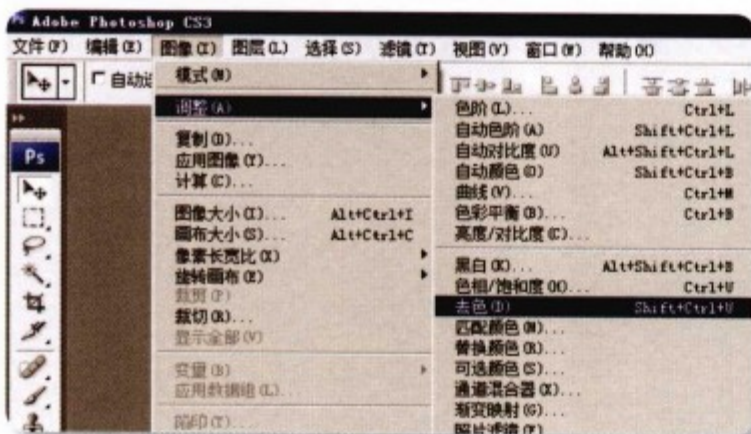 Adobe Photoshop CS3
文件(F) 编辑(E) 图像(I) 图层(L) 选择(S) 滤镜(T) 视图(V) 窗口(W) 帮助(H)
自动
模式(M)
调整(A)
复制(D)...
应用图像(Y)...
计算(C)...
图像大小(I)... Alt+Ctrl+I
画布大小(S)... Alt+Ctrl+C
像素长宽比(X)
旋转画布(E)
裁剪(P)
裁切(R)...
显示全部(V)
变量(B)
应用数据组(L)...
陷印(T)...
色阶(L)... Ctrl+L
自动色阶(A) Shift+Ctrl+L
自动对比度(U) Alt+Shift+Ctrl+L
自动颜色(O) Shift+Ctrl+B
曲线(V)... Ctrl+M
色彩平衡(B)... Ctrl+B
亮度/对比度(C)...
黑白(K)... Alt+Shift+Ctrl+B
色相/饱和度(H)... Ctrl+U
去色(D) Shift+Ctrl+U
匹配颜色(M)...
替换颜色(R)...
可选颜色(S)...
通道混合器(X)...
渐变映射(G)...
照片滤镜(F)...
Ps